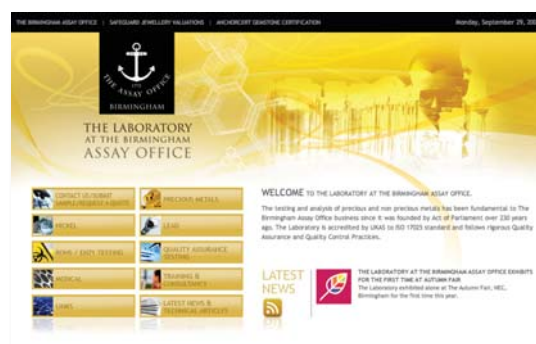 THE BIRMINGHAM ASSAY OFFICE | SAFEGUARD JEWELLERY VALUATIONS | ANCHORCERT GEMSTONE CERTIFICATION
Monday, September 29, 200
THE ASSAY OFFICE
BIRMINGHAM
THE LABORATORY
AT THE BIRMINGHAM
ASSAY OFFICE
CONTACT US/SUBMIT
SAMPLE/REQUEST A QUOTE
PRECIOUS METALS
NICKEL
LEAD
ROHS / ENZ5 TESTING
QUALITY ASSURANCE
TESTING
MEDICAL
TRAINING &
CONSULTANCY
LAWS
LATEST NEWS &
TECHNICAL ARTICLES
WELCOME TO THE LABORATORY AT THE BIRMINGHAM ASSAY OFFICE.
The testing and analysis of precious and non precious metals has been fundamental to The
Birmingham Assay Office business since it was founded by Act of Parliament over 230 years
ago. The Laboratory is accredited by UKAS to ISO 17025 standard and follows rigorous Quality
Assurance and Quality Control Practices.
LATEST
NEWS
THE LABORATORY AT THE BIRMINGHAM ASSAY OFFICE EXHIBITS
FOR THE FIRST TIME AT AUTUMN FAIR
The Laboratory exhibited alone at The Autumn Fair, NEC,
Birmingham for the first time this year.